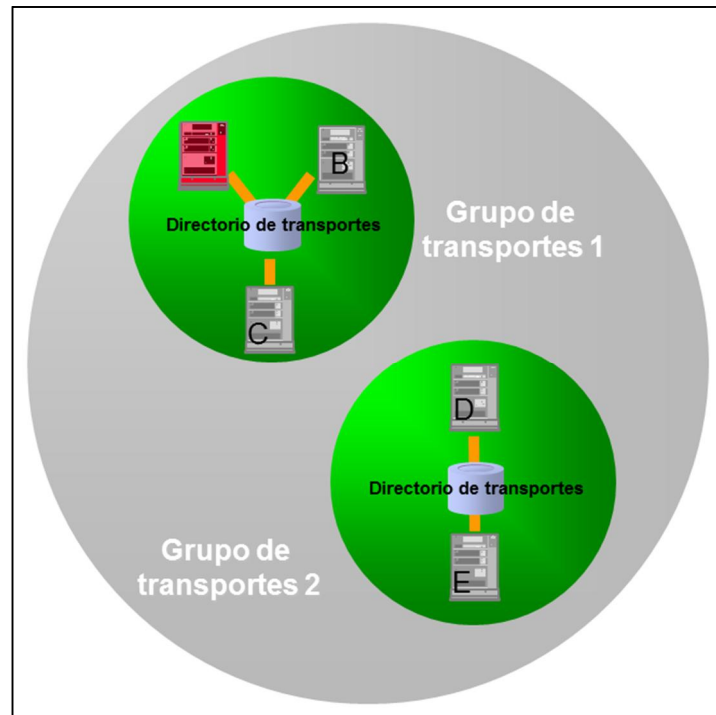 B
Directorio de transportes
C
Grupo de
transportes 1
D
Directorio de transportes
E
Grupo de
transportes 2